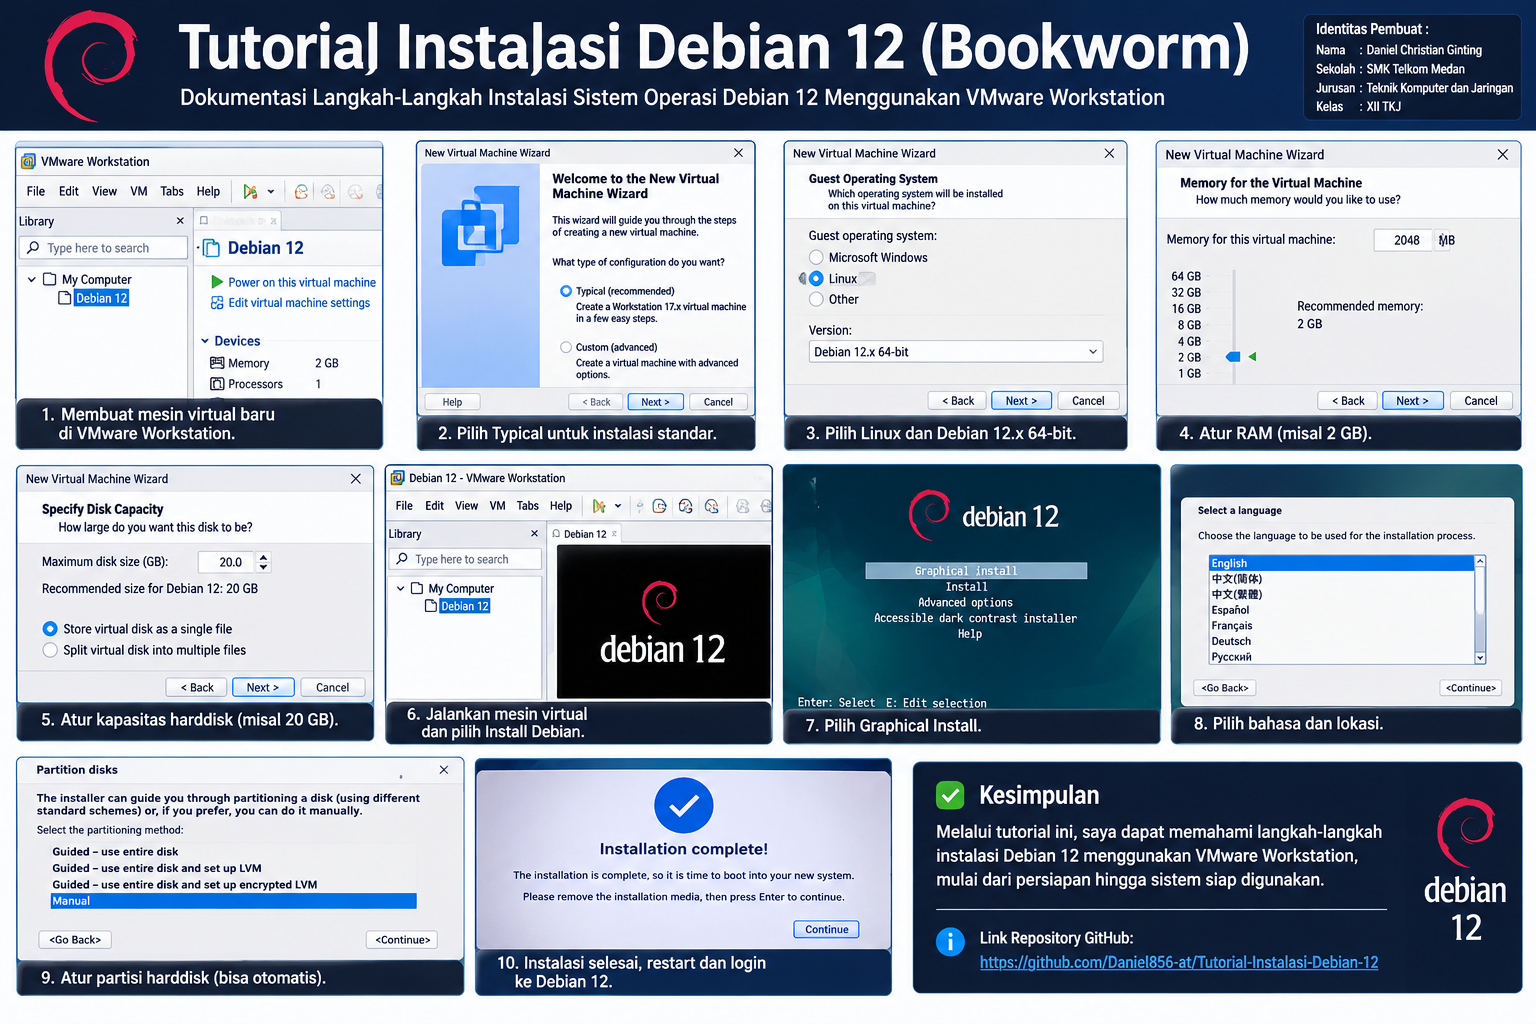 Tutorial Instalasi Debian 12 (Bookworm)
Dokumentasi Langkah-Langkah Instalasi Sistem Operasi Debian 12 Menggunakan VMware Workstation
Identitas Pembuat :
Nama : Daniel Christian Ginting
Sekolah : SMK Telkom Medan
Jurusan : Teknik Komputer dan Jaringan
Kelas : XII TKJ
VMware Workstation
File Edit View VM Tabs Help
Library
Type here to search
My Computer
Debian 12
Debian 12
Power on this virtual machine
Edit virtual machine settings
Devices
Memory 2 GB
Processors 1
1. Membuat mesin virtual baru
di VMware Workstation.
New Virtual Machine Wizard
Welcome to the New Virtual
Machine Wizard
This wizard will guide you through the steps
of creating a new virtual machine.
What type of configuration do you want?
Typical (recommended)
Create a Workstation 17.x virtual machine
in a few easy steps.
Custom (advanced)
Create a virtual machine with advanced
options.
Help < Back Next > Cancel
2. Pilih Typical untuk instalasi standar.
New Virtual Machine Wizard
Guest Operating System
Which operating system will be installed
on this virtual machine?
Guest operating system:
Microsoft Windows
Linux
Other
Version:
Debian 12.x 64-bit
< Back Next > Cancel
3. Pilih Linux dan Debian 12.x 64-bit.
New Virtual Machine Wizard
Memory for the Virtual Machine
How much memory would you like to use?
Memory for this virtual machine: 2048 MB
64 GB
32 GB
16 GB
8 GB
4 GB
2 GB
1 GB
Recommended memory:
2 GB
< Back Next > Cancel
4. Atur RAM (misal 2 GB).
New Virtual Machine Wizard
Specify Disk Capacity
How large do you want this disk to be?
Maximum disk size (GB): 20.0
Recommended size for Debian 12: 20 GB
Store virtual disk as a single file
Split virtual disk into multiple files
< Back Next > Cancel
5. Atur kapasitas harddisk (misal 20 GB).
Debian 12 - VMware Workstation
File Edit View VM Tabs Help
Library
Type here to search
My Computer
Debian 12
Debian 12
debian 12
6. Jalankan mesin virtual
dan pilih Install Debian.
debian 12
Graphical install
Install
Advanced options
Accessible dark contrast installer
Help
Enter: Select E: Edit selection
7. Pilih Graphical Install.
Select a language
Choose the language to be used for the installation process.
English
中文(简体)
中文(繁體)
Español
Français
Deutsch
Русский
<Go Back> <Continue>
8. Pilih bahasa dan lokasi.
Partition disks
The installer can guide you through partitioning a disk (using different
standard schemes) or, if you prefer, you can do it manually.
Select the partitioning method:
Guided – use entire disk
Guided – use entire disk and set up LVM
Guided – use entire disk and set up encrypted LVM
Manual
<Go Back> <Continue>
9. Atur partisi harddisk (bisa otomatis).
Installation complete!
The installation is complete, so it is time to boot into your new system.
Please remove the installation media, then press Enter to continue.
Continue
10. Instalasi selesai, restart dan login
ke Debian 12.
Kesimpulan
Melalui tutorial ini, saya dapat memahami langkah-langkah
instalasi Debian 12 menggunakan VMware Workstation,
mulai dari persiapan hingga sistem siap digunakan.
Link Repository GitHub:
https://github.com/Daniel856-at/Tutorial-Instalasi-Debian-12
debian
12